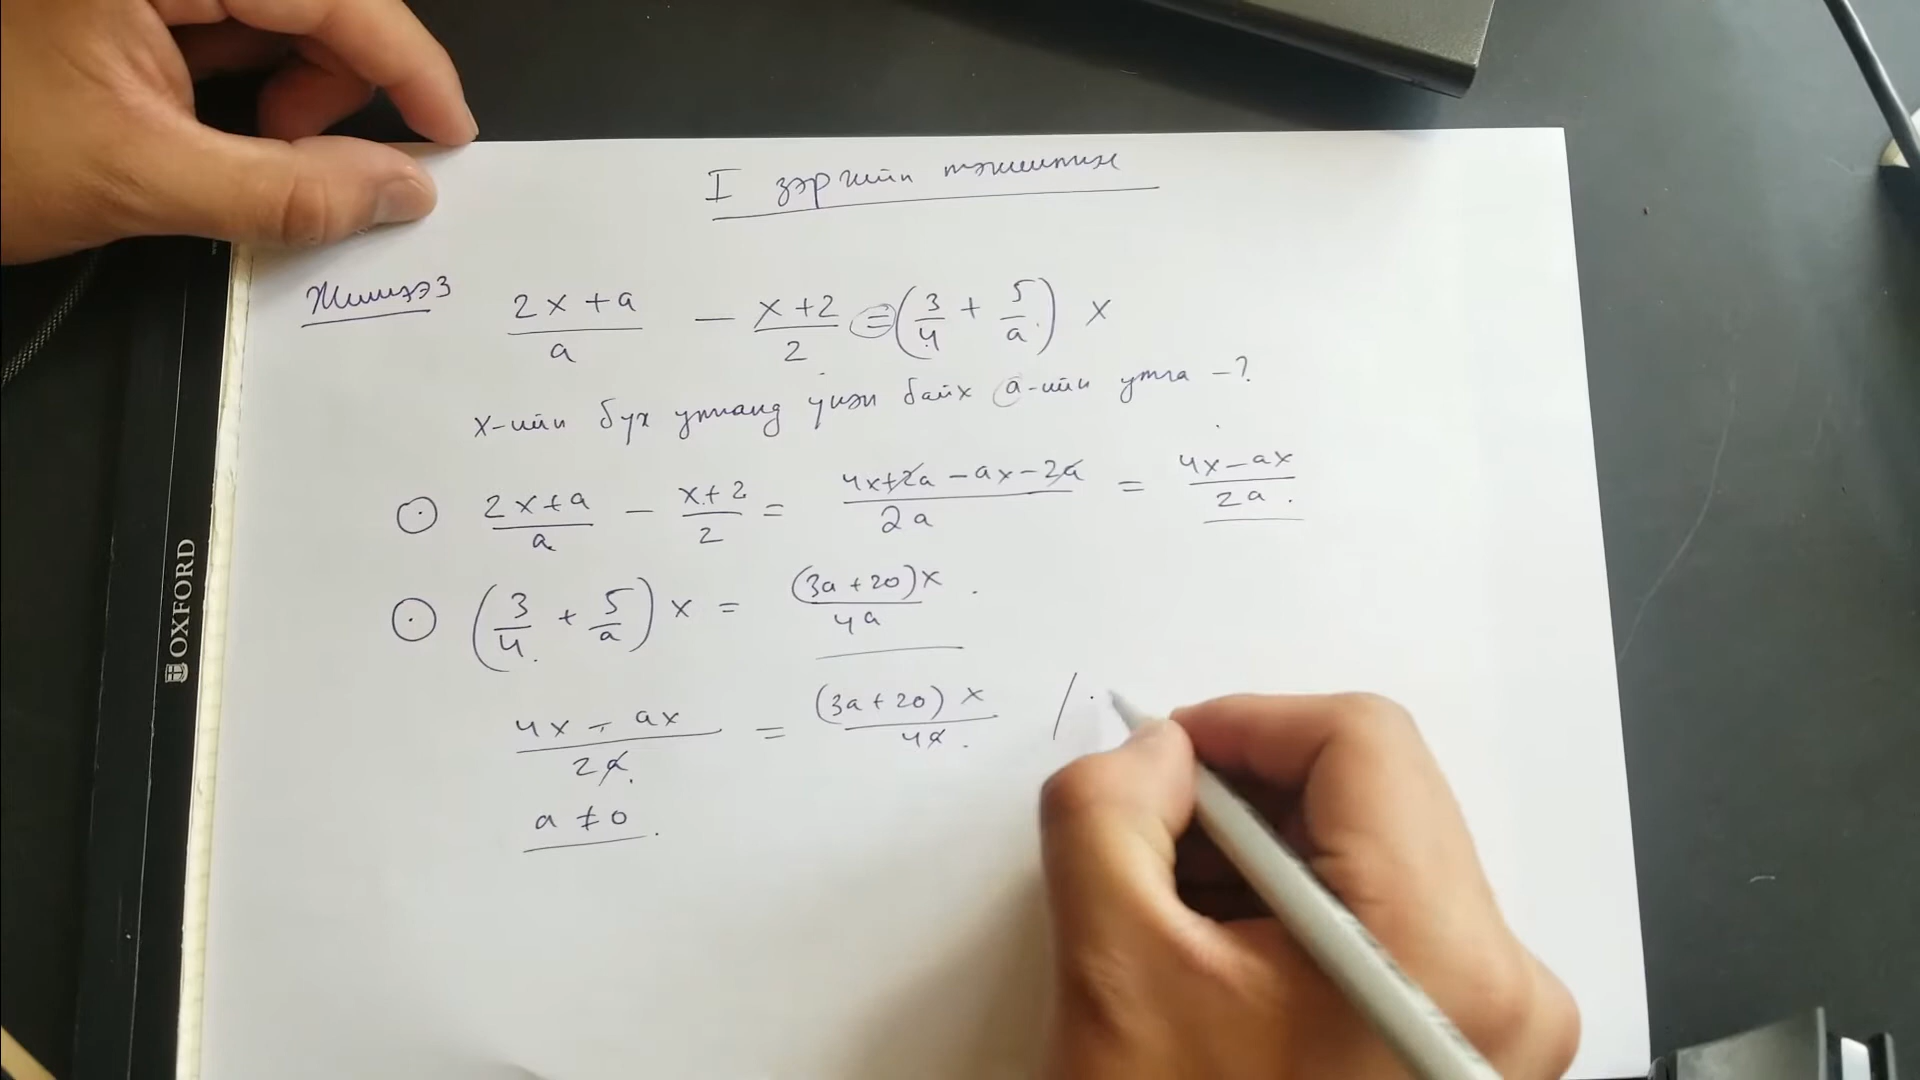 I зэргийн тэгшитгэл
Жишээ 3 (2x+a)/a − (x+2)/2 = (3/4 + 5/a) x
x-ийн бүх утганд үнэн байх a-ийн утга −?
⊙ (2x+a)/a − (x+2)/2 = (4x+2a−ax−2a)/2a = (4x−ax)/2a
⊙ (3/4 + 5/a) x = (3a+20)x/4a
(4x−ax)/2a = (3a+20)x/4a / ·
a ≠ 0
OXFORD